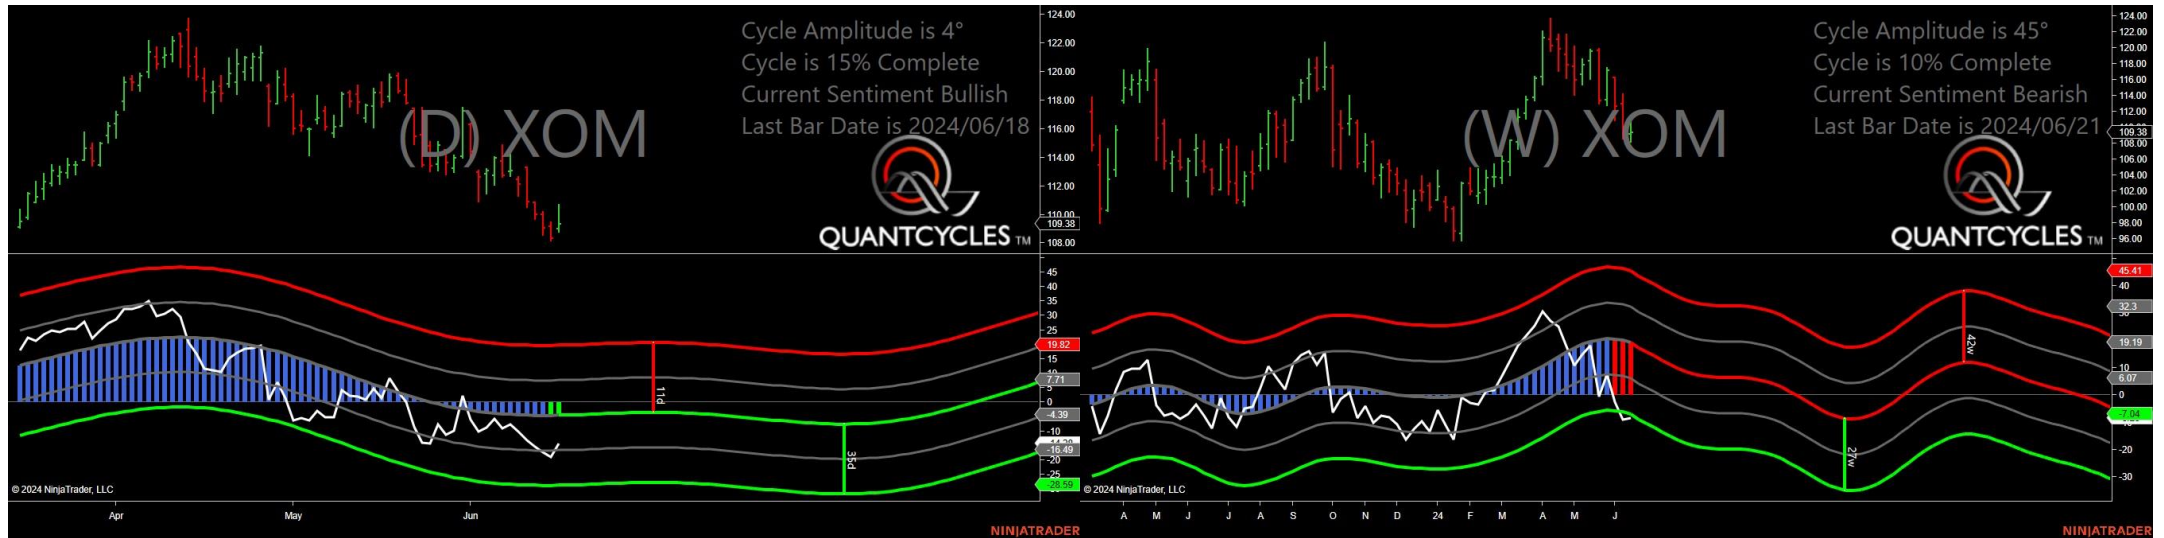 Cycle Amplitude is 4°
Cycle is 15% Complete
Current Sentiment Bullish
Last Bar Date is 2024/06/18
(D) XOM
QUANTCYCLES TM
124.00
122.00
120.00
118.00
116.00
114.00
112.00
110.00
109.38
108.00
45
40
35
30
25
19.82
15
10
7.71
5
0
-4.39
-10
-16.49
-20
-25
-28.59
11d
35d
© 2024 NinjaTrader, LLC
Apr May Jun
NINJATRADER
Cycle Amplitude is 45°
Cycle is 10% Complete
Current Sentiment Bearish
Last Bar Date is 2024/06/21
(W) XOM
QUANTCYCLES TM
124.00
122.00
120.00
118.00
116.00
114.00
112.00
109.38
108.00
106.00
104.00
102.00
100.00
98.00
96.00
45.41
40
32.3
19.19
10
6.07
0
-7.04
-20
-30
42w
27w
© 2024 NinjaTrader, LLC
A M J J A S O N D 24 F M A M J
NINJATRADER